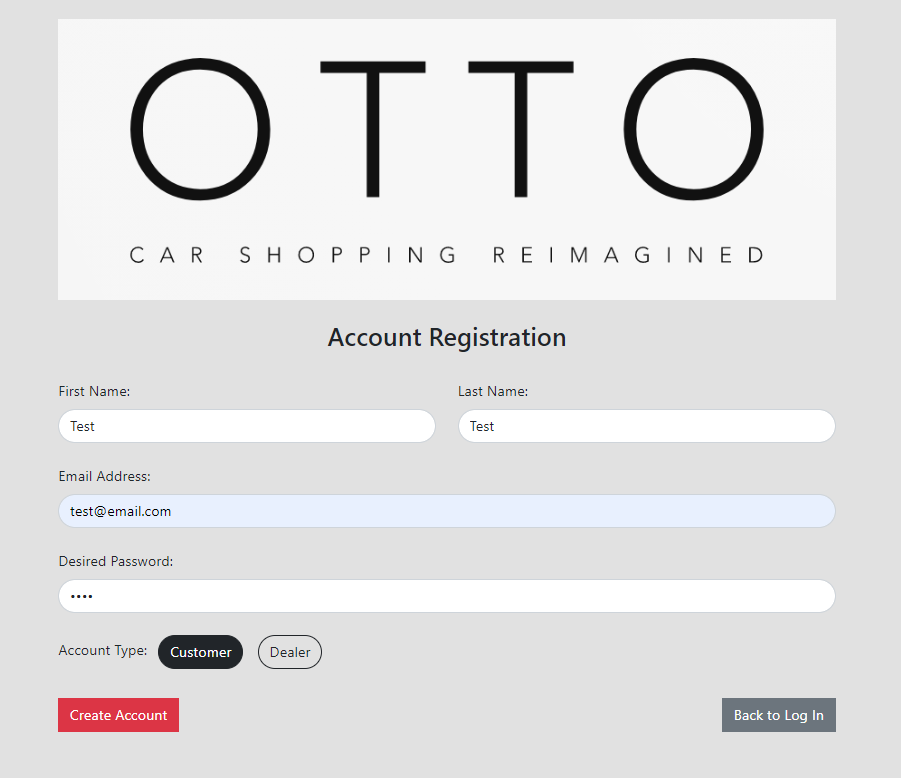 OTTO
CAR SHOPPING REIMAGINED
Account Registration
First Name: Last Name:
Test Test
Email Address:
test@email.com
Desired Password:
••••
Account Type: Customer Dealer
Create Account Back to Log In